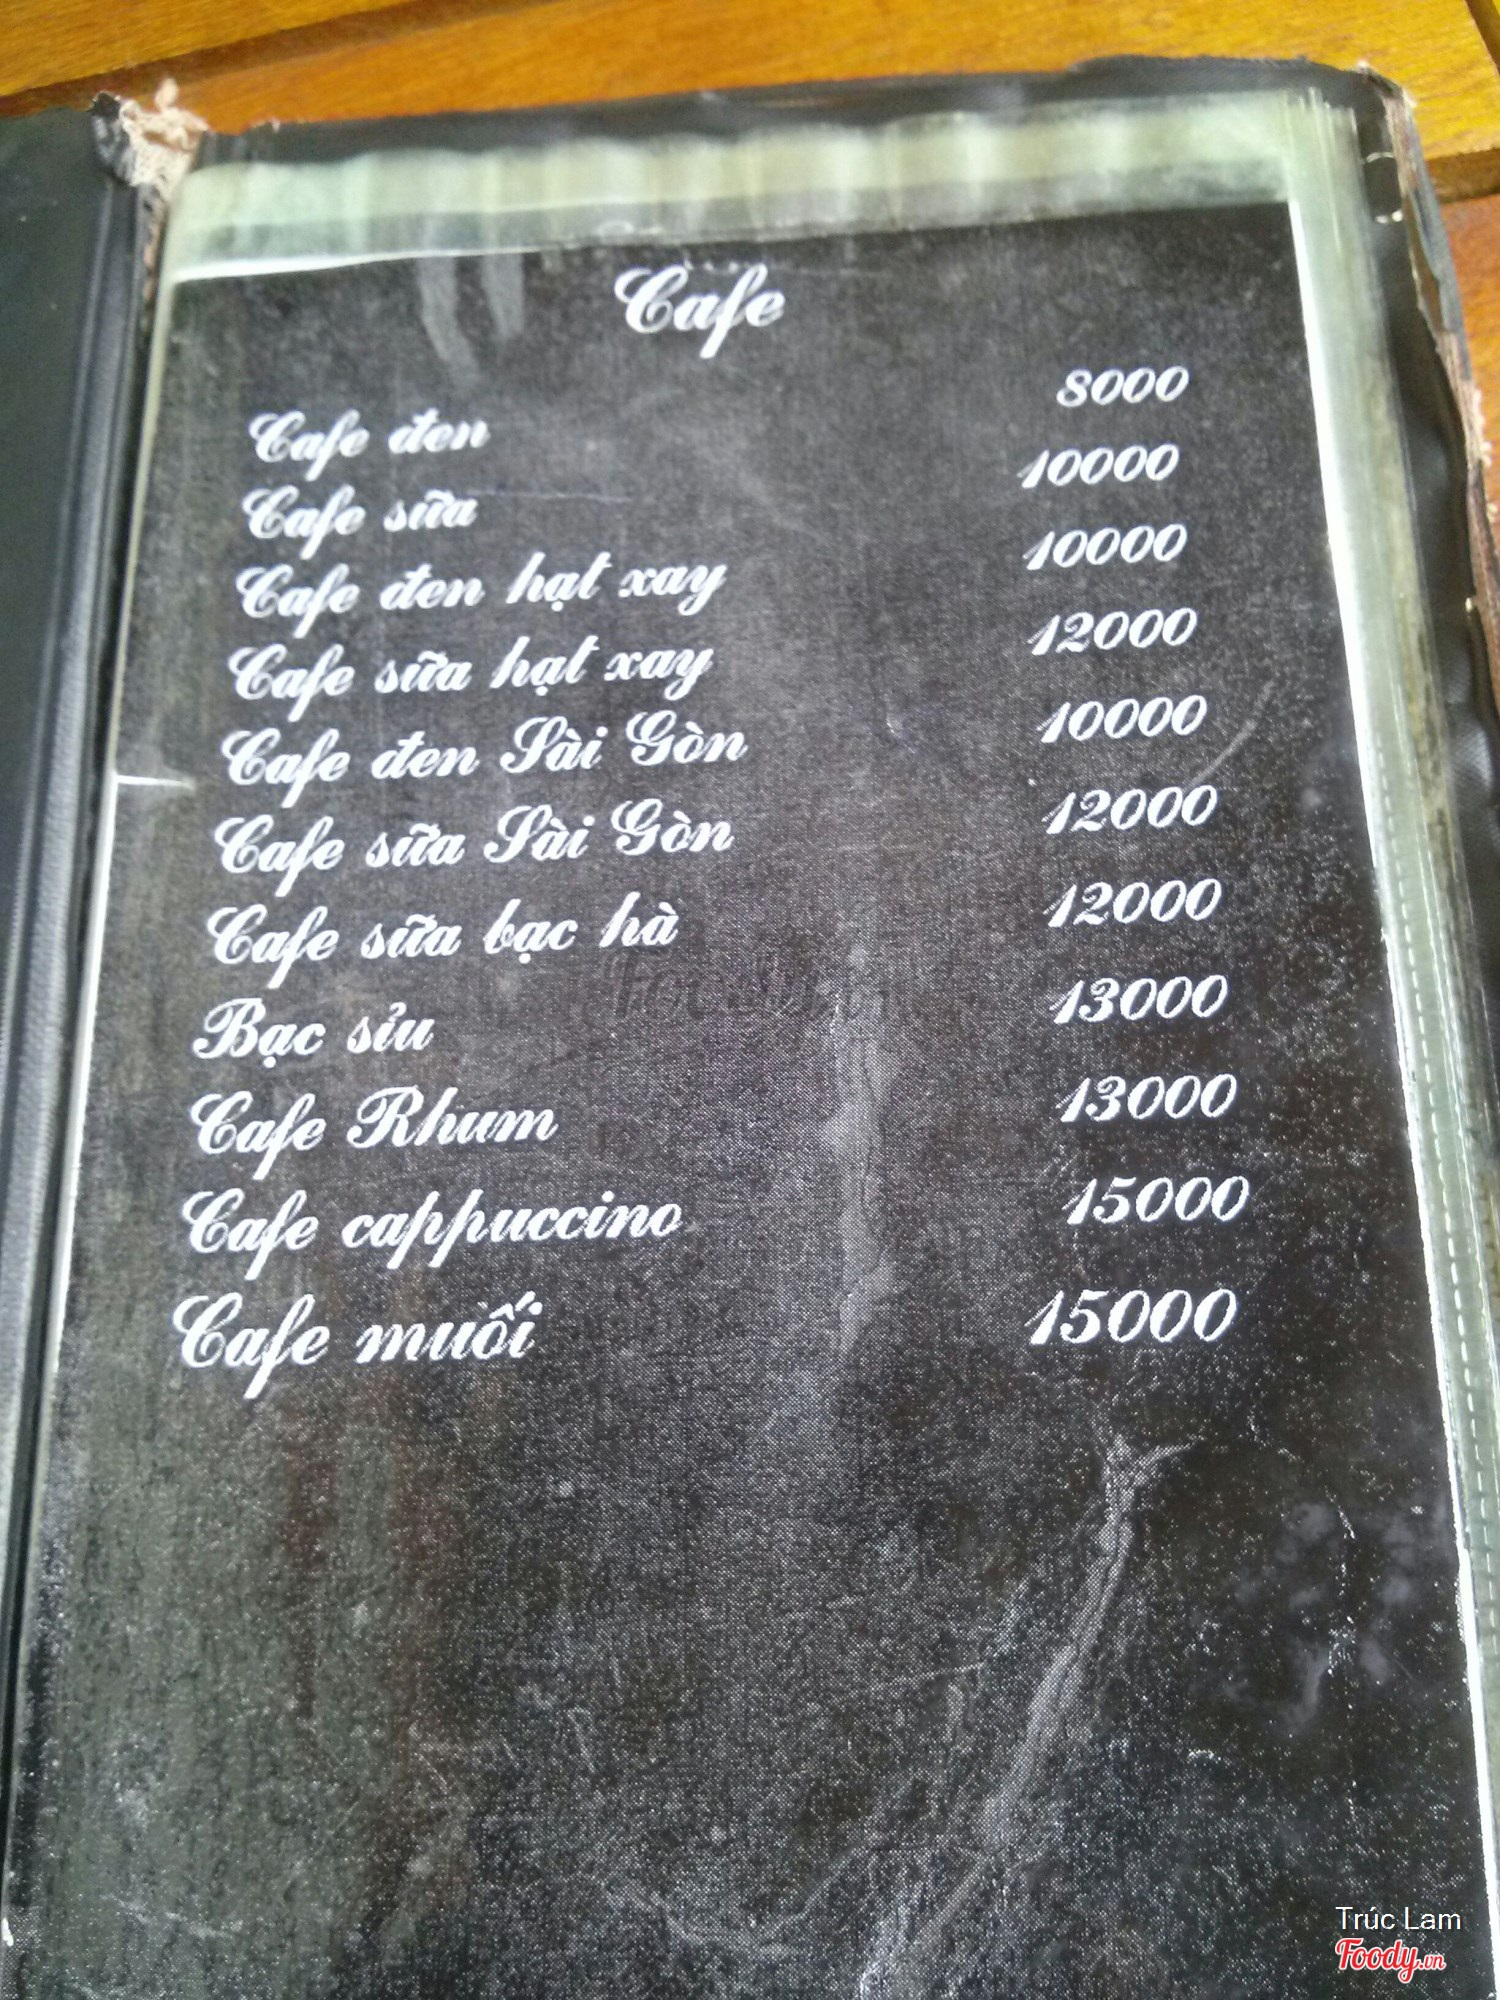 Cafe
Cafe đen 8000
Cafe sữa 10000
Cafe đen hạt xay 10000
Cafe sữa hạt xay 12000
Cafe đen Sài Gòn 10000
Cafe sữa Sài Gòn 12000
Cafe sữa bạc hà 12000
Bạc sỉu 13000
Cafe Rhum 13000
Cafe cappuccino 15000
Cafe muối 15000
Trúc Lam
Foody.vn